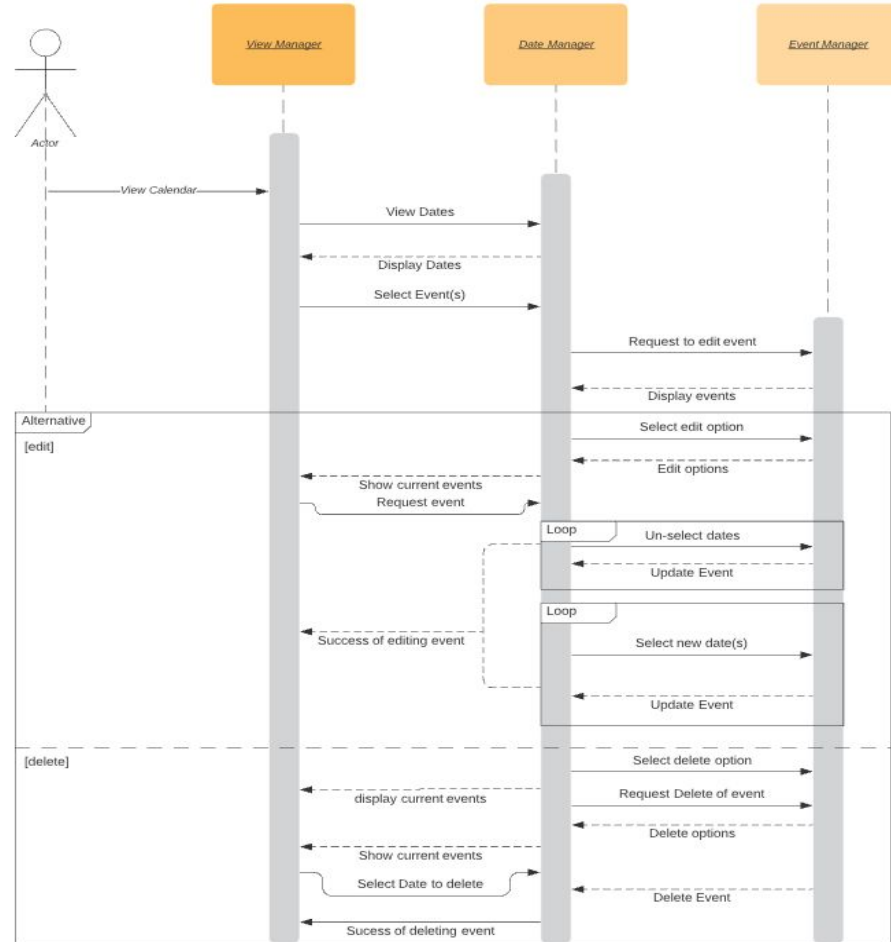 View Manager
Date Manager
Event Manager
Actor
View Calendar
View Dates
Display Dates
Select Event(s)
Request to edit event
Display events
Alternative
[edit]
Select edit option
Edit options
Show current events
Request event
Loop
Un-select dates
Update Event
Loop
Success of editing event
Select new date(s)
Update Event
[delete]
Select delete option
display current events
Request Delete of event
Delete options
Show current events
Select Date to delete
Delete Event
Sucess of deleting event